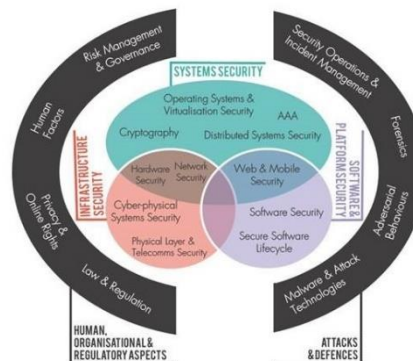 Risk Management
& Governance
Human
Factors
Privacy &
Online Rights
Law & Regulation
HUMAN,
ORGANISATIONAL &
REGULATORY ASPECTS
SYSTEMS SECURITY
Operating Systems &
Virtualisation Security
AAA
Cryptography
Distributed Systems Security
INFRASTRUCTURE
SECURITY
Hardware
Security
Network
Security
Cyber-physical
Systems Security
Physical Layer &
Telecomms Security
Web & Mobile
Security
Software Security
Secure Software
Lifecycle
SOFTWARE &
PLATFORM SECURITY
Security Operations &
Incident Management
Forensics
Adversarial
Behaviours
Malware & Attack
Technologies
ATTACKS
& DEFENCES